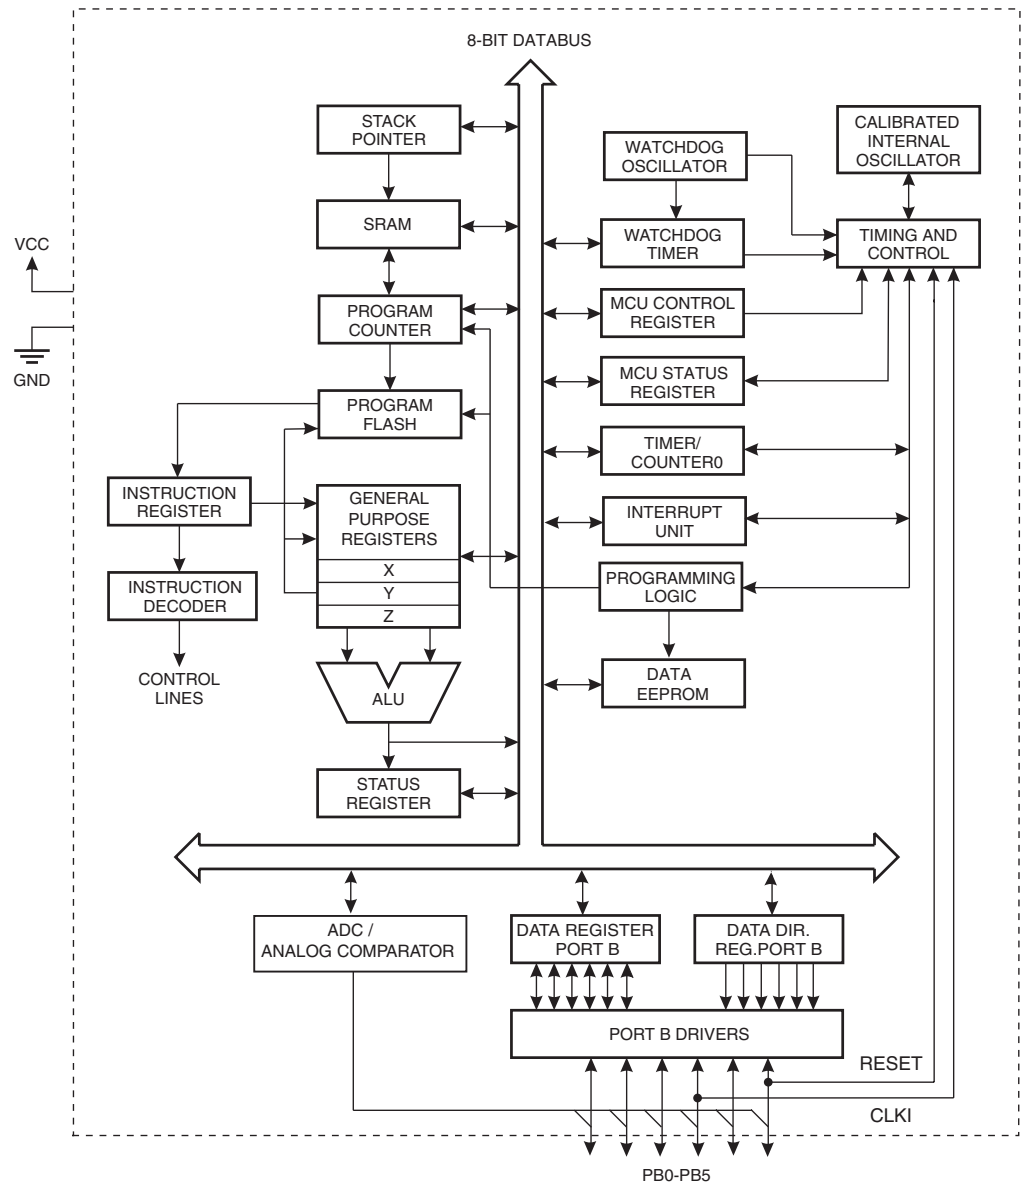 8-BIT DATABUS
STACK
POINTER
SRAM
PROGRAM
COUNTER
PROGRAM
FLASH
VCC
GND
INSTRUCTION
REGISTER
INSTRUCTION
DECODER
CONTROL
LINES
GENERAL
PURPOSE
REGISTERS
X
Y
Z
ALU
STATUS
REGISTER
WATCHDOG
OSCILLATOR
CALIBRATED
INTERNAL
OSCILLATOR
WATCHDOG
TIMER
TIMING AND
CONTROL
MCU CONTROL
REGISTER
MCU STATUS
REGISTER
TIMER/
COUNTER0
INTERRUPT
UNIT
PROGRAMMING
LOGIC
DATA
EEPROM
ADC /
ANALOG COMPARATOR
DATA REGISTER
PORT B
DATA DIR.
REG.PORT B
PORT B DRIVERS
RESET
CLKI
PB0-PB5